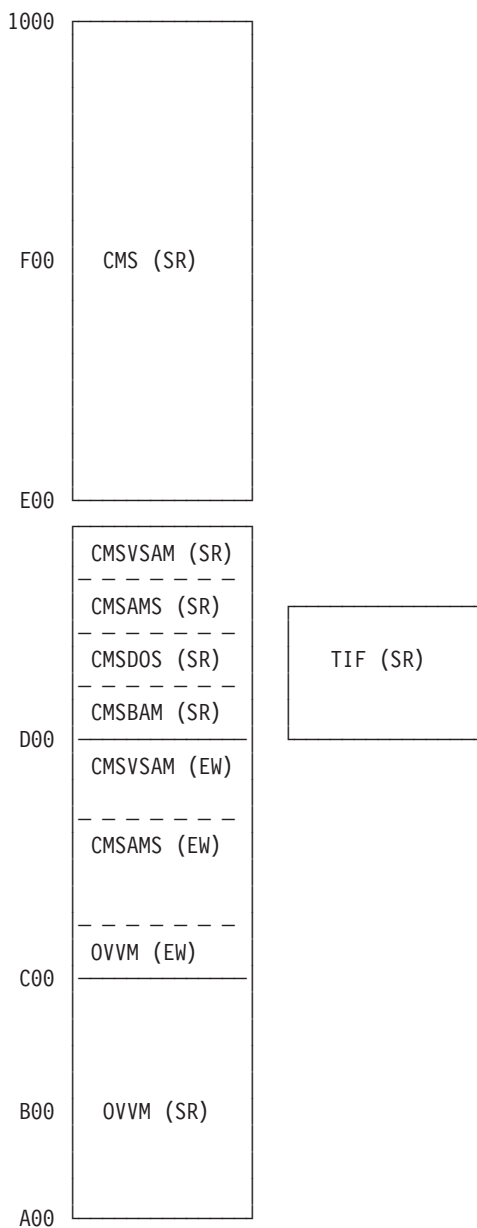 1000
F00 CMS (SR)
E00
CMSVSAM (SR)
CMSAMS (SR)
CMSDOS (SR) TIF (SR)
CMSBAM (SR)
D00
CMSVSAM (EW)
CMSAMS (EW)
OVVM (EW)
C00
B00 OVVM (SR)
A00